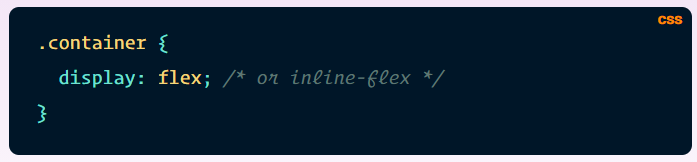 css
.container {
  display: flex; /* or inline-flex */
}